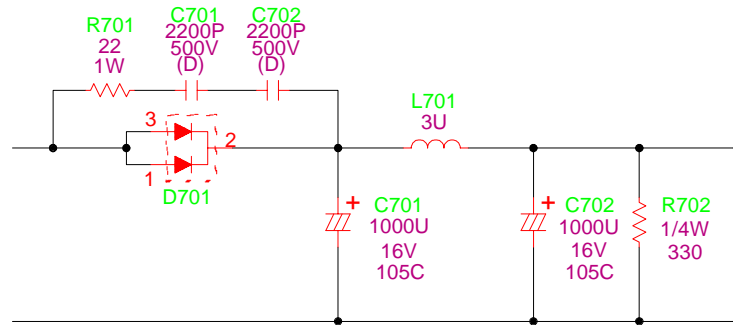 R701
22
1W
C701
2200P
500V
(D)
C702
2200P
500V
(D)
3
2
1
D701
L701
3U
+
C701
1000U
16V
105C
+
C702
1000U
16V
105C
R702
1/4W
330